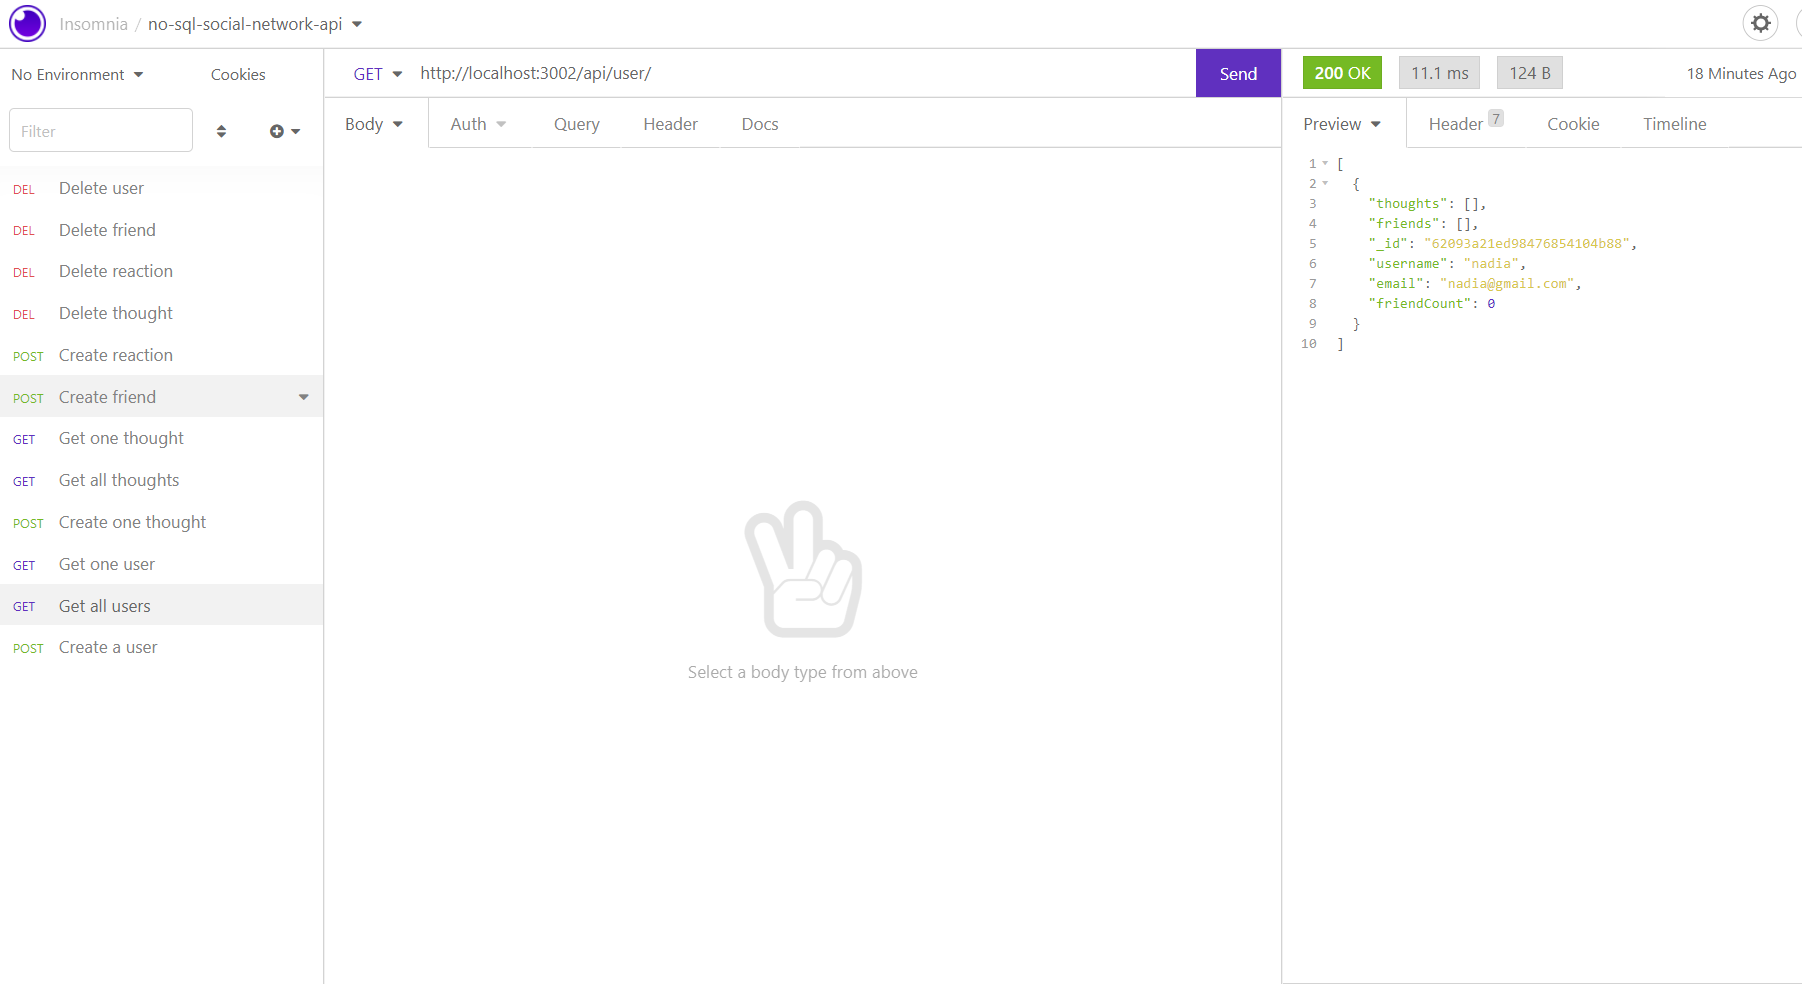 Insomnia / no-sql-social-network-api
No Environment
Cookies
GET
http://localhost:3002/api/user/
Send
200 OK
11.1 ms
124 B
18 Minutes Ago
Filter
Body
Auth
Query
Header
Docs
Preview
Header 7
Cookie
Timeline
DEL Delete user
DEL Delete friend
DEL Delete reaction
DEL Delete thought
POST Create reaction
POST Create friend
GET Get one thought
GET Get all thoughts
POST Create one thought
GET Get one user
GET Get all users
POST Create a user
Select a body type from above
1 [
2 {
3 "thoughts": [],
4 "friends": [],
5 "_id": "62093a21ed98476854104b88",
6 "username": "nadia",
7 "email": "nadia@gmail.com",
8 "friendCount": 0
9 }
10 ]